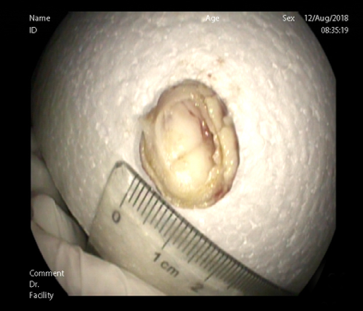 Name Age Sex 12/Aug/2018
ID 08:35:19
0 1 cm 2
Comment
Dr.
Facility